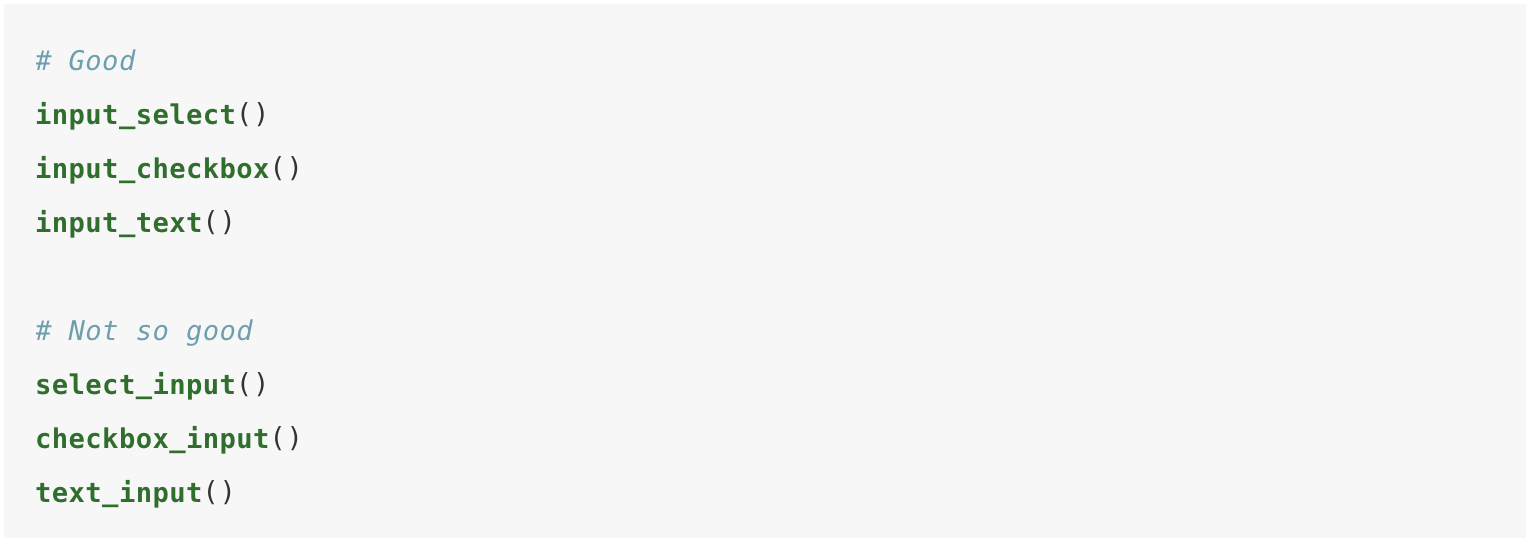 # Good
input_select()
input_checkbox()
input_text()

# Not so good
select_input()
checkbox_input()
text_input()